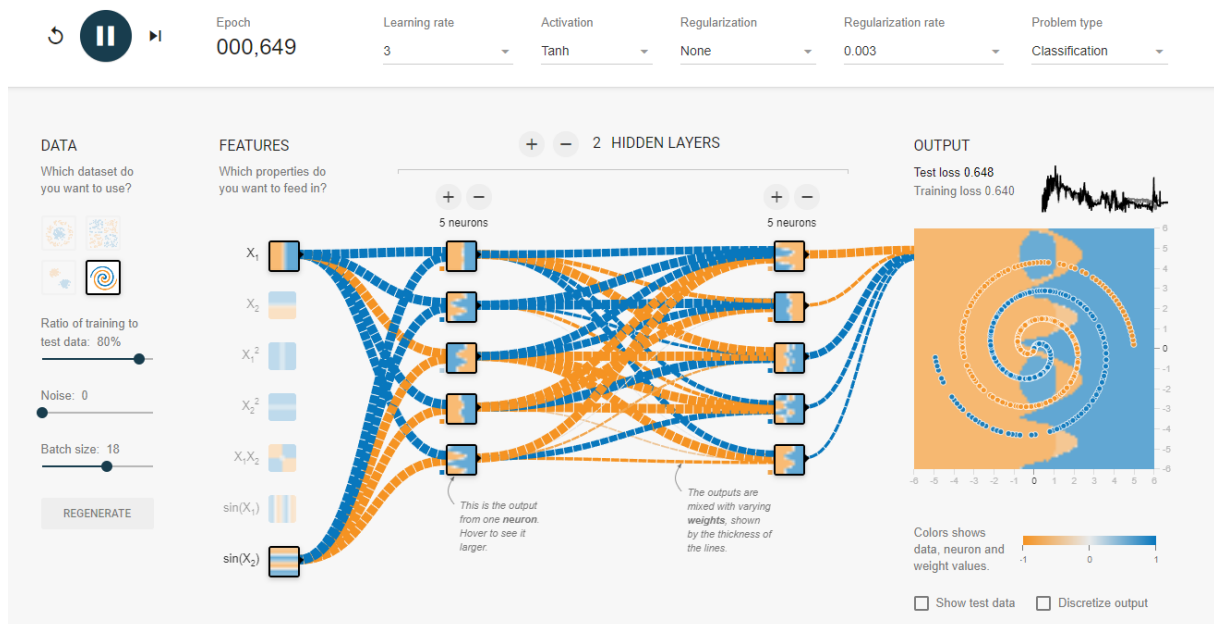 Epoch
000,649
Learning rate
3
Activation
Tanh
Regularization
None
Regularization rate
0.003
Problem type
Classification
DATA
Which dataset do
you want to use?
Ratio of training to
test data: 80%
Noise: 0
Batch size: 18
REGENERATE
FEATURES
Which properties do
you want to feed in?
X₁
X₂
X₁²
X₂²
X₁X₂
sin(X₁)
sin(X₂)
+ − 2 HIDDEN LAYERS
+ −
5 neurons
+ −
5 neurons
This is the output
from one neuron.
Hover to see it
larger.
The outputs are
mixed with varying
weights, shown
by the thickness of
the lines.
OUTPUT
Test loss 0.648
Training loss 0.640
6
5
4
3
2
1
0
-1
-2
-3
-4
-5
-6
-6 -5 -4 -3 -2 -1 0 1 2 3 4 5 6
Colors shows
data, neuron and
weight values.
-1 0 1
Show test data
Discretize output